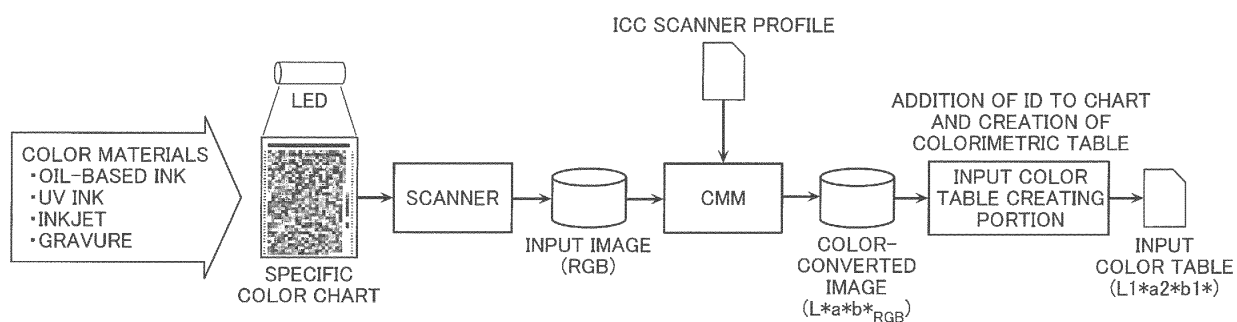 ICC SCANNER PROFILE
LED
ADDITION OF ID TO CHART
AND CREATION OF
COLORIMETRIC TABLE
COLOR MATERIALS
・OIL-BASED INK
・UV INK
・INKJET
・GRAVURE
SCANNER
CMM
INPUT COLOR
TABLE CREATING
PORTION
SPECIFIC
COLOR CHART
INPUT IMAGE
(RGB)
COLOR-
CONVERTED
IMAGE
(L*a*b*RGB)
INPUT
COLOR TABLE
(L1*a2*b1*)